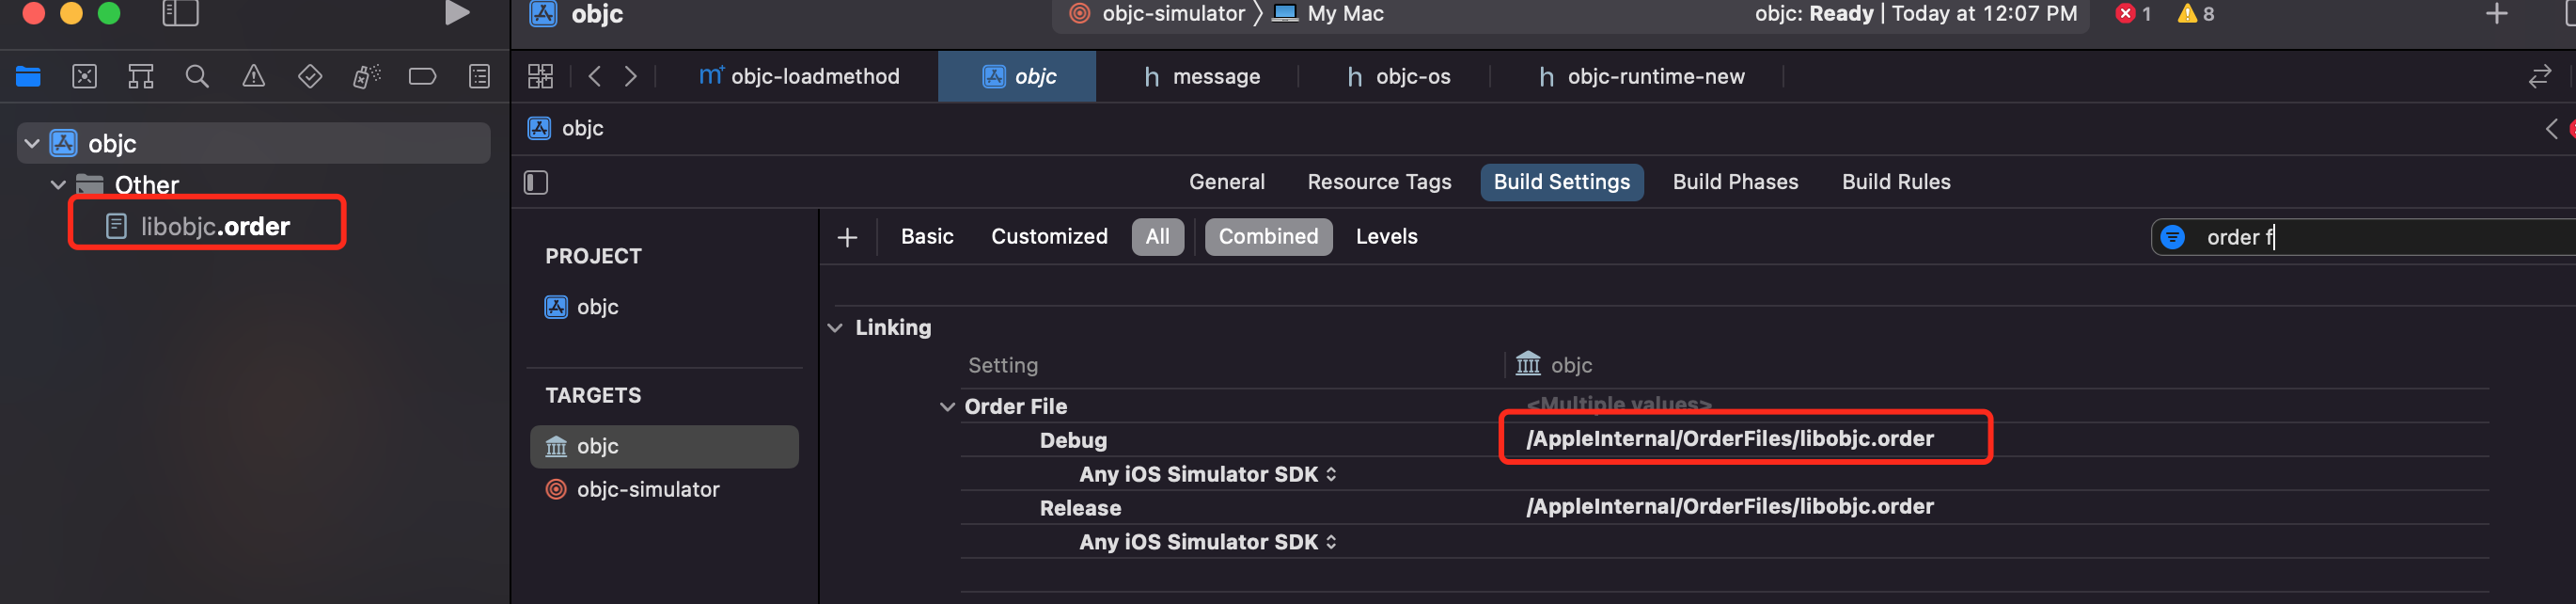 objc
objc-simulator
My Mac
objc: Ready | Today at 12:07 PM
1
8
objc-loadmethod
objc
message
objc-os
objc-runtime-new
objc
Other
libobjc.order
objc
General
Resource Tags
Build Settings
Build Phases
Build Rules
PROJECT
objc
TARGETS
objc
objc-simulator
Basic
Customized
All
Combined
Levels
order f
Linking
Setting
objc
Order File
<Multiple values>
Debug
/AppleInternal/OrderFiles/libobjc.order
Any iOS Simulator SDK
Release
/AppleInternal/OrderFiles/libobjc.order
Any iOS Simulator SDK